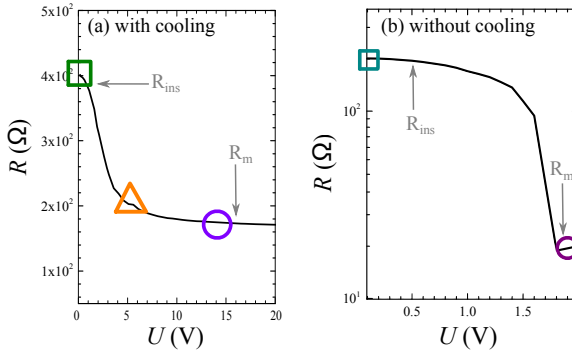 (a) with cooling
5x10²
4x10²
3x10²
2x10²
1x10²
R (Ω)
R_ins
R_m
0 5 10 15 20
U (V)
(b) without cooling
10²
10¹
R (Ω)
R_ins
R_m
0.5 1.0 1.5
U (V)